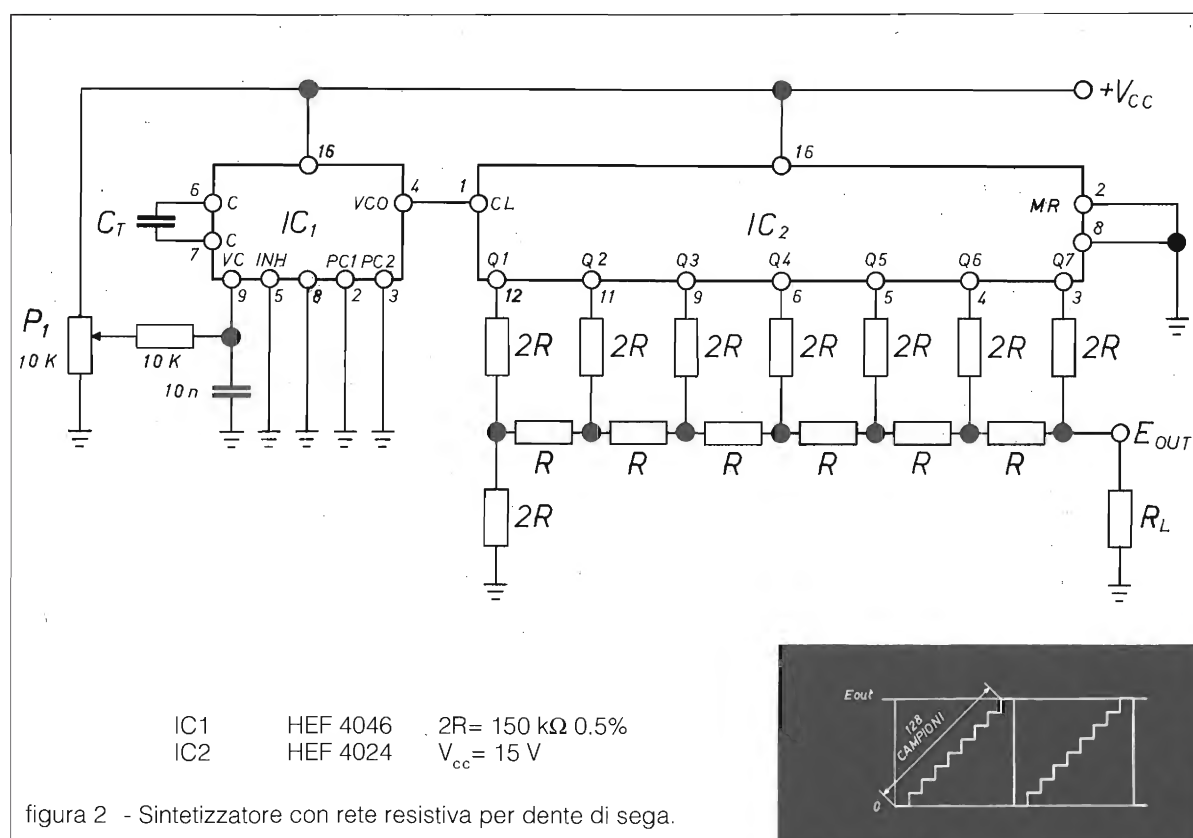 +VCC
16
16
6
C
4
1
2
CT
VCO
CL
MR
IC1
IC2
7
C
8
VC
INH
PC1
PC2
Q1
Q2
Q3
Q4
Q5
Q6
Q7
9
5
8
2
3
12
11
9
6
5
4
3
P1
10 K
10 K
2R
2R
2R
2R
2R
2R
2R
10 n
EOUT
R
R
R
R
R
R
2R
RL
Eout
128
CAMPIONI
0
IC1 HEF 4046 2R= 150 kΩ 0.5%
IC2 HEF 4024 Vcc= 15 V
figura 2 - Sintetizzatore con rete resistiva per dente di sega.